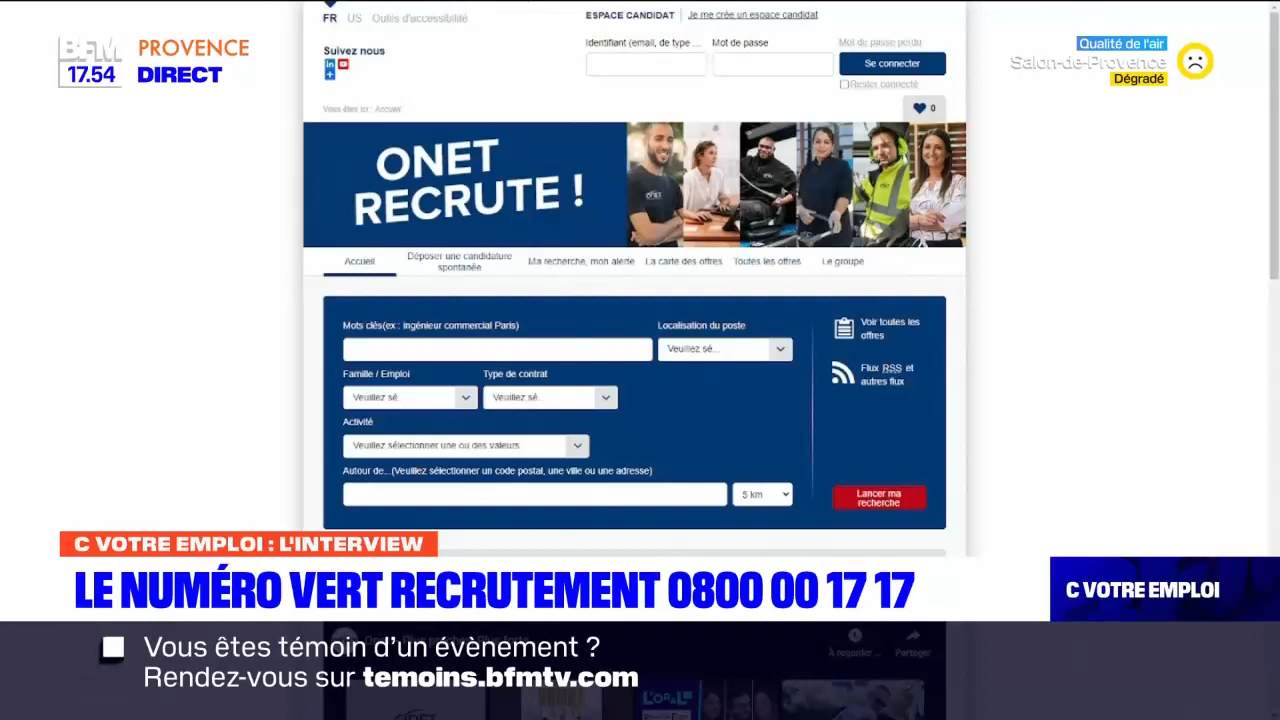 FR US Outils d'accessibilité
ESPACE CANDIDAT Je me crée un espace candidat
BFM PROVENCE
17.54 DIRECT
Suivez nous
Identifiant (email, de type ... Mot de passe Mot de passe perdu
Se connecter
Rester connecté
Qualité de l'air
Salon-de-Provence
Dégradé
Vous êtes ici : Accueil
0
ONET
RECRUTE !
Accueil
Déposer une candidature
spontanée
Ma recherche, mon alerte
La carte des offres
Toutes les offres
Le groupe
Mots clés(ex : ingénieur commercial Paris)
Localisation du poste
Veuillez sé...
Voir toutes les
offres
Flux RSS et
autres flux
Famille / Emploi
Type de contrat
Veuillez sé
Veuillez sé
Activité
Veuillez sélectionner une ou des valeurs
Autour de...(Veuillez sélectionner un code postal, une ville ou une adresse)
5 km
Lancer ma
recherche
C VOTRE EMPLOI : L'INTERVIEW
LE NUMÉRO VERT RECRUTEMENT 0800 00 17 17
C VOTRE EMPLOI
Vous êtes témoin d'un évènement ?
Rendez-vous sur temoins.bfmtv.com
À regarder ... Partager